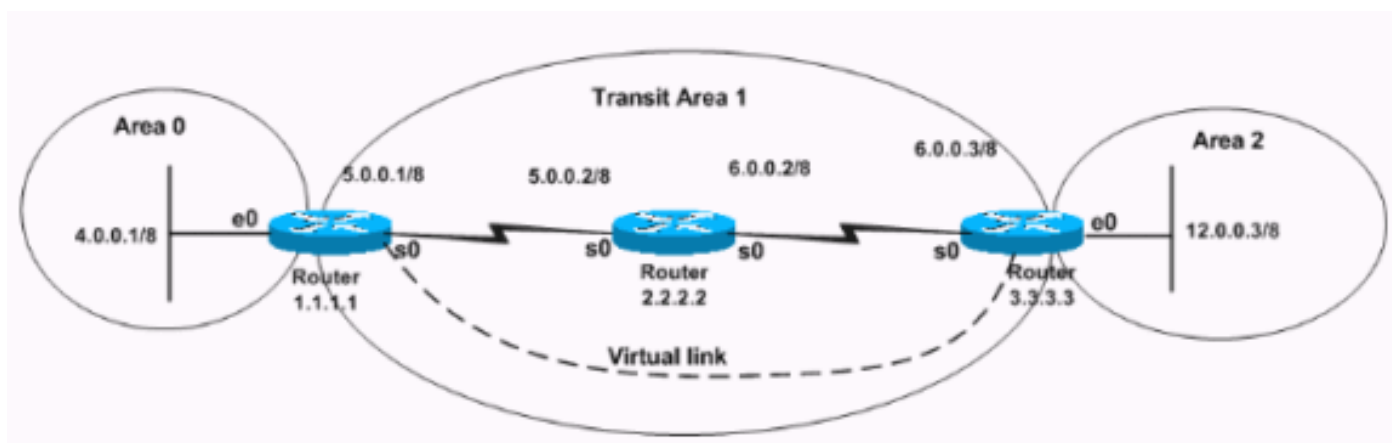 Transit Area 1
Area 0
Area 2
5.0.0.1/8
5.0.0.2/8
6.0.0.2/8
6.0.0.3/8
4.0.0.1/8
e0
s0
s0
s0
s0
e0
12.0.0.3/8
Router
1.1.1.1
Router
2.2.2.2
Router
3.3.3.3
Virtual link